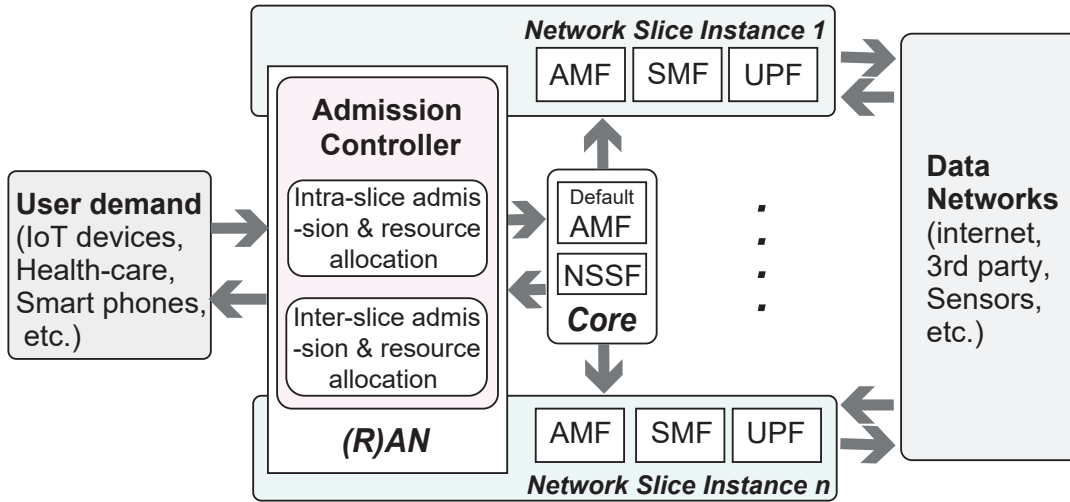 Network Slice Instance 1
AMF
SMF
UPF
Admission
Controller
Intra-slice admis
-sion & resource
allocation
Inter-slice admis
-sion & resource
allocation
(R)AN
User demand
(IoT devices,
Health-care,
Smart phones,
etc.)
Default
AMF
NSSF
Core
Data
Networks
(internet,
3rd party,
Sensors,
etc.)
AMF
SMF
UPF
Network Slice Instance n